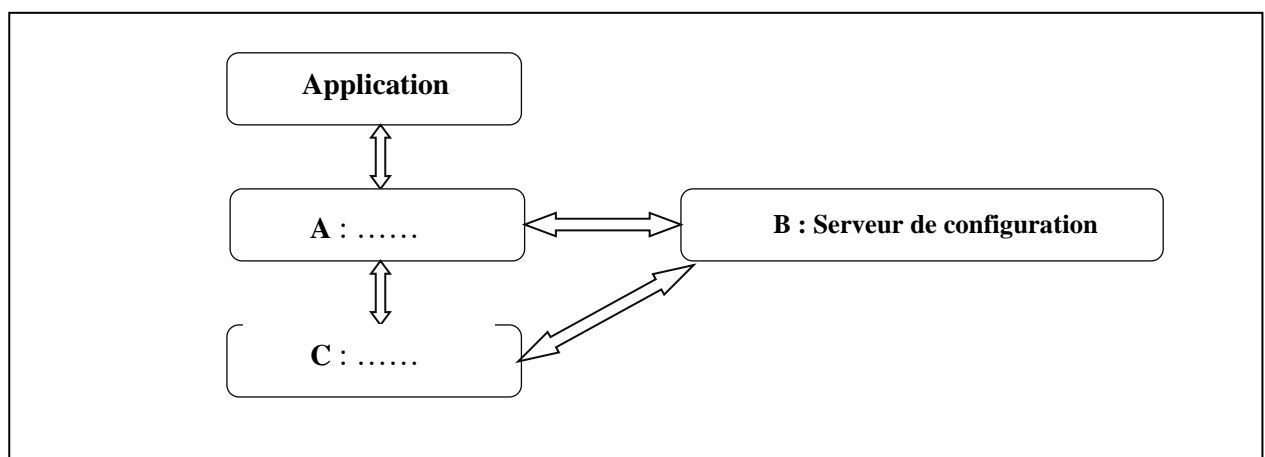 Application
A : ……
B : Serveur de configuration
C : ……